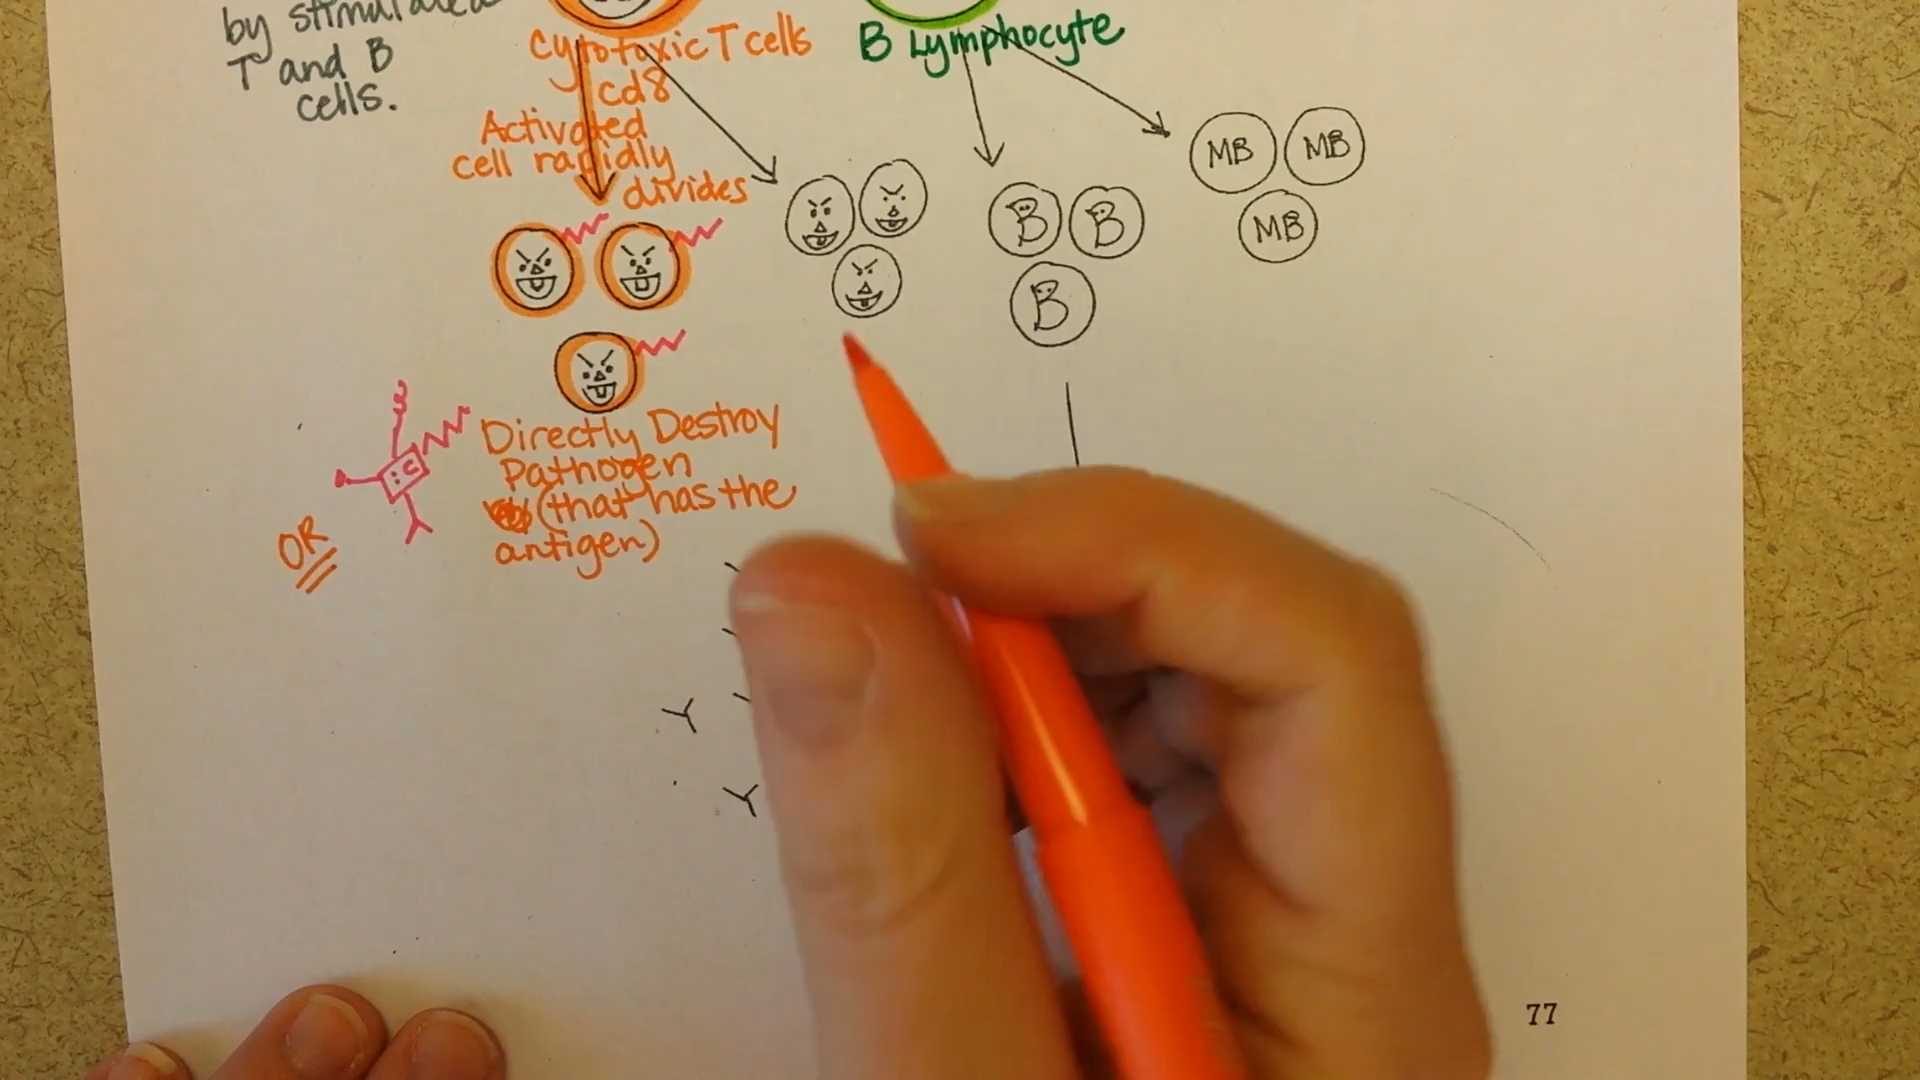 by stimulated
T and B
cells.
Cytotoxic T cells
cd8
Activated
cell rapidly
divides
B Lymphocyte
MB MB
MB
B B
B
:C
OR
Directly Destroy
Pathogen
(that has the
antigen)
77